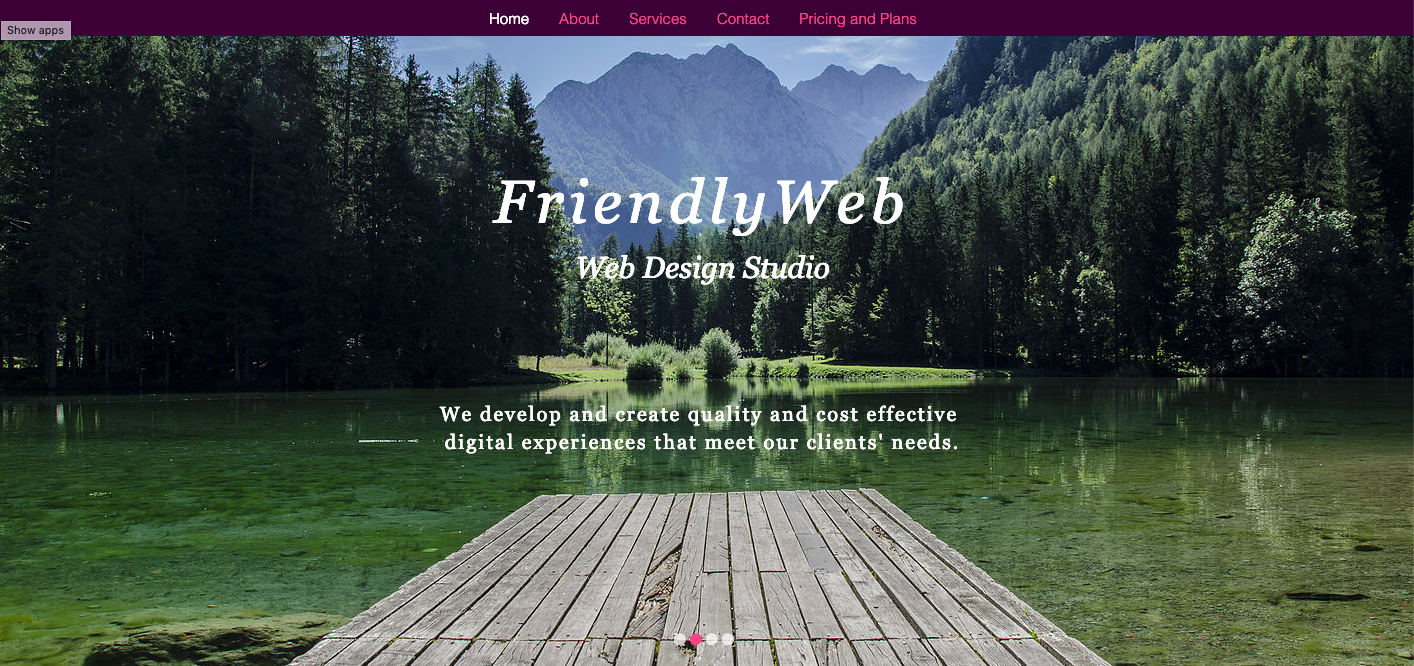 Home About Services Contact Pricing and Plans
Show apps
FriendlyWeb
Web Design Studio
We develop and create quality and cost effective
digital experiences that meet our clients' needs.